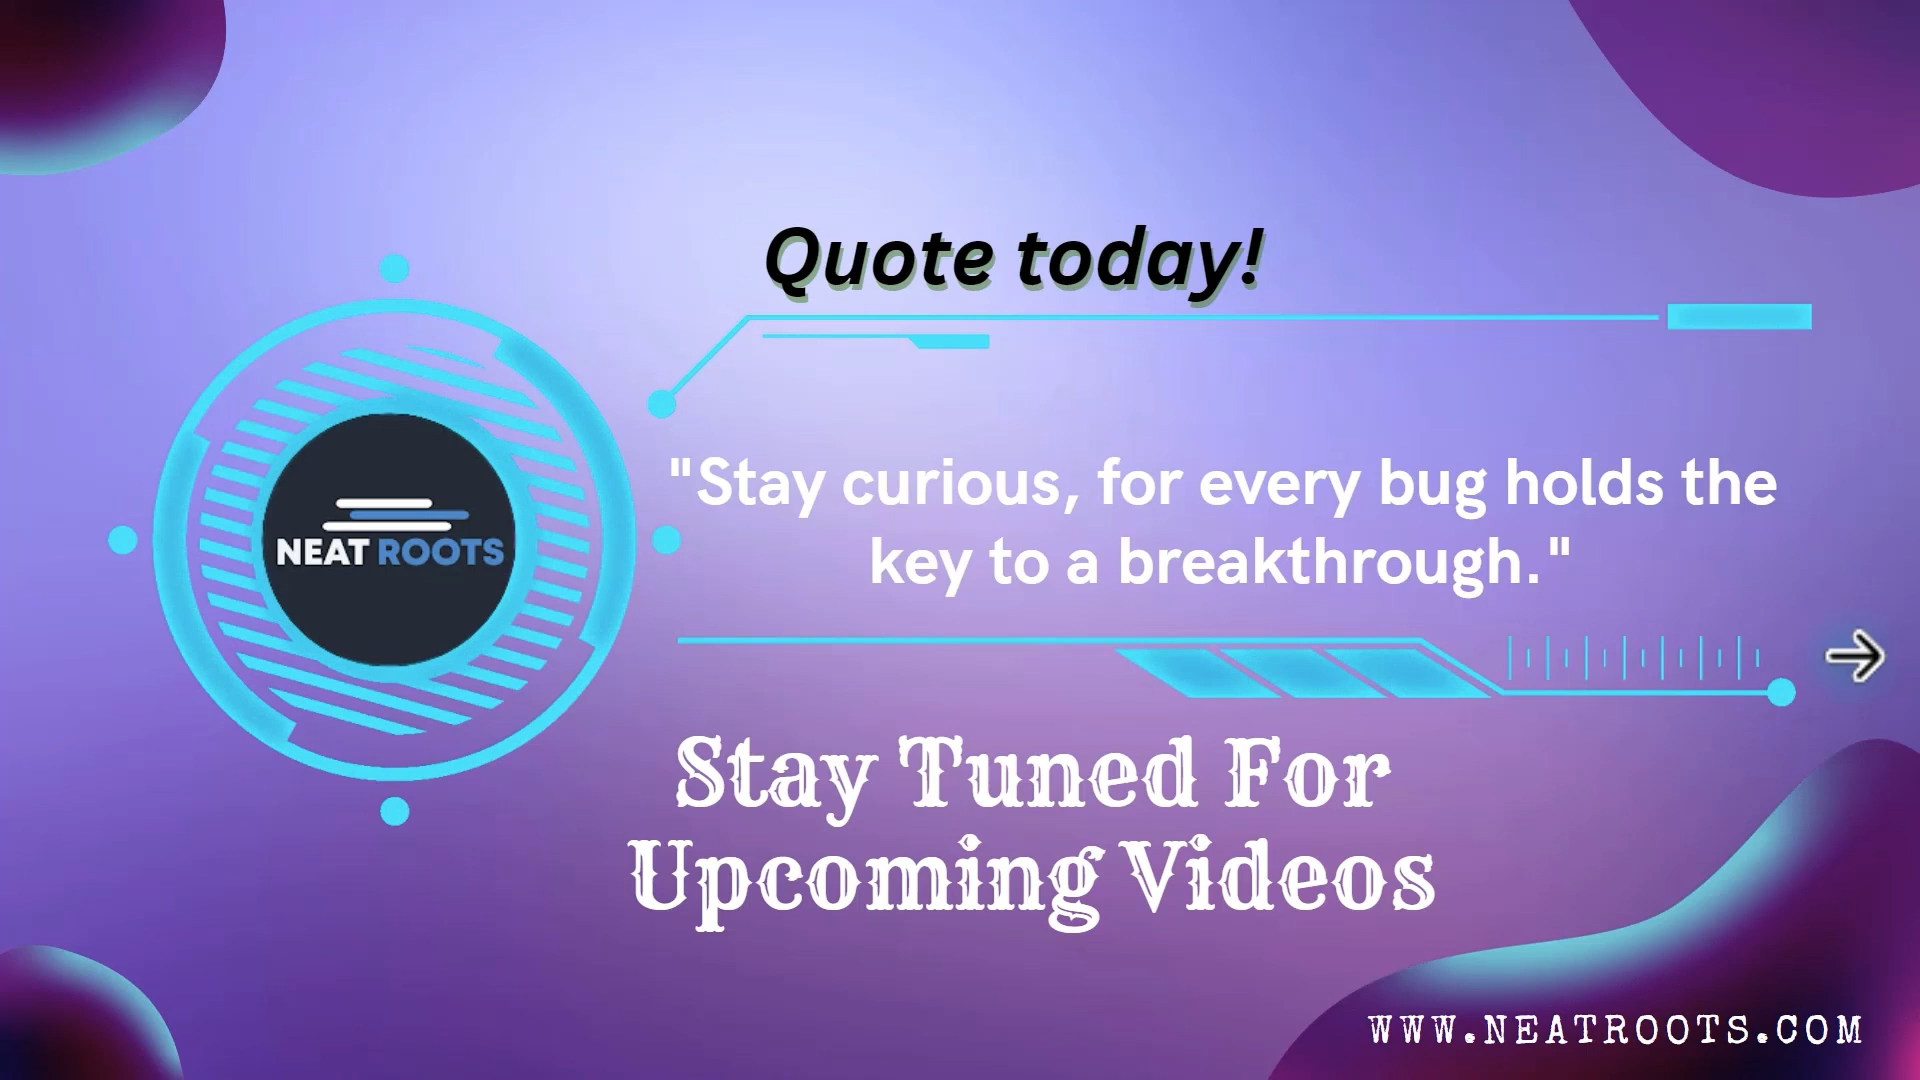 Quote today!
NEAT ROOTS
"Stay curious, for every bug holds the
key to a breakthrough."
Stay Tuned For
Upcoming Videos
WWW.NEATROOTS.COM